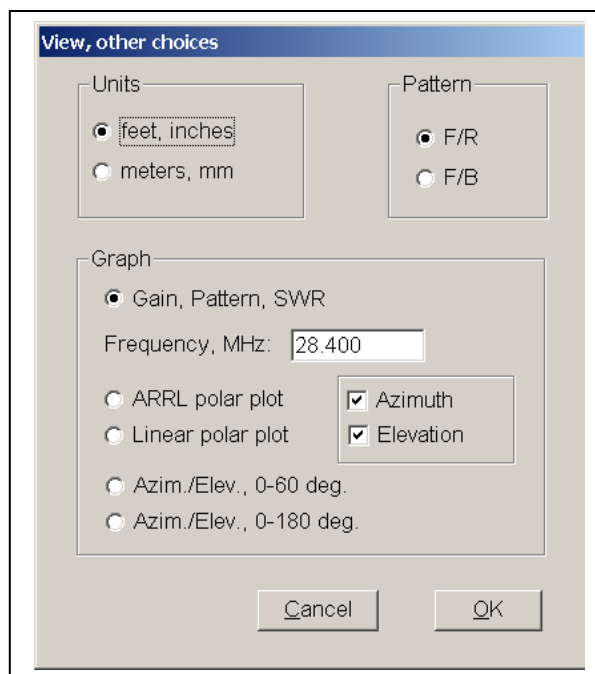 View, other choices
Units
feet, inches
meters, mm
Pattern
F/R
F/B
Graph
Gain, Pattern, SWR
Frequency, MHz: 28.400
ARRL polar plot
Linear polar plot
Azimuth
Elevation
Azim./Elev., 0-60 deg.
Azim./Elev., 0-180 deg.
Cancel
OK